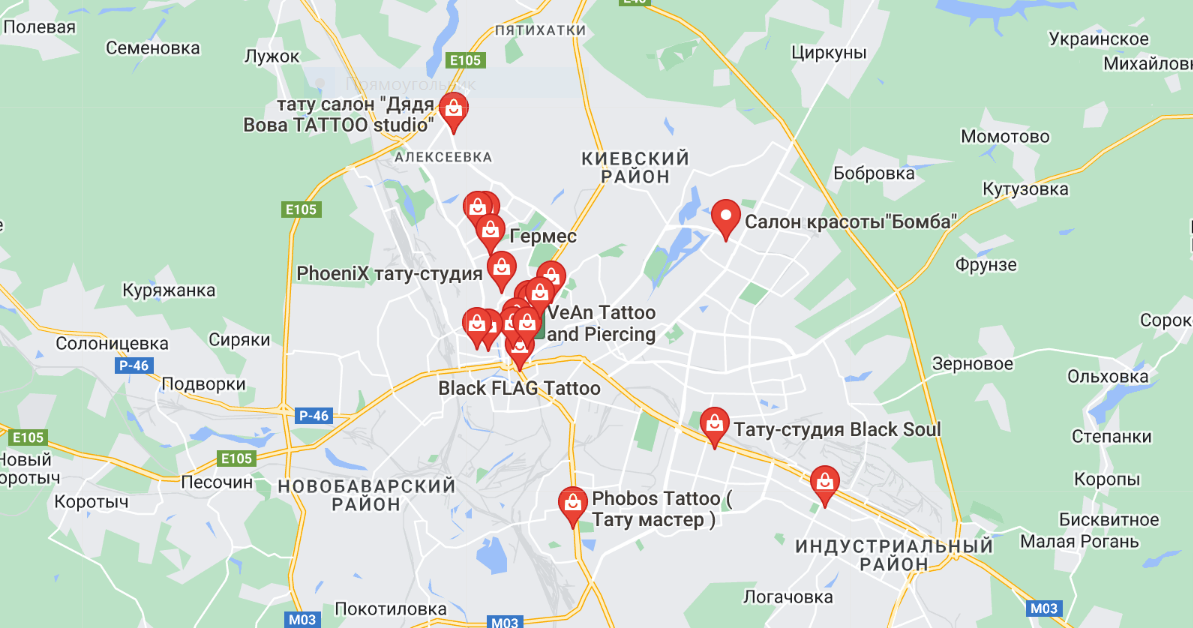 Полевая
Семеновка
Лужок
E105
ПЯТИХАТКИ
E40
Циркуны
Украинское
Михайловк
Прямоугольник
тату салон "Дядя
Вова TATTOO studio"
АЛЕКСЕЕВКА
КИЕВСКИЙ
РАЙОН
Момотово
Бобровка
Кутузовка
E105
Гермес
Салон красоты"Бомба"
PhoeniX тату-студия
Фрунзе
Куряжанка
VeAn Tattoo
and Piercing
Солоницевка
Сиряки
P-46
Подворки
Сорок
Зерновое
Ольховка
Black FLAG Tattoo
P-46
Тату-студия Black Soul
E105
Степанки
Новый
оротыч
E105
Песочин
Коротыч
НОВОБАВАРСКИЙ
РАЙОН
Phobos Tattoo (
Тату мастер )
Коропы
Бисквитное
Малая Рогань
ИНДУСТРИАЛЬНЫЙ
РАЙОН
Логачовка
Покотиловка
M03
M03
M03